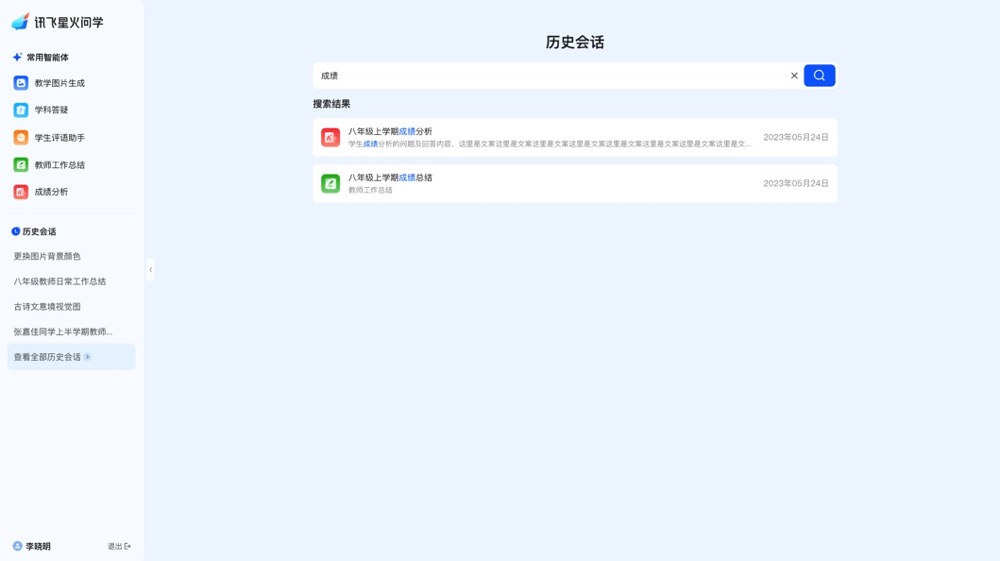 讯飞星火问学
常用智能体
教学图片生成
学科答疑
学生评语助手
教师工作总结
成绩分析
历史会话
更换图片背景颜色
八年级教师日常工作总结
古诗文意境视觉图
张嘉佳同学上半学期教师...
查看全部历史会话
李晓明
退出
历史会话
成绩
搜索结果
八年级上学期成绩分析
学生成绩分析的问题及回答内容，这里是文案这里是文案这里是文案这里是文案这里是文案这里是文案这里是文案这里是文...
2023年05月24日
八年级上学期成绩总结
教师工作总结
2023年05月24日